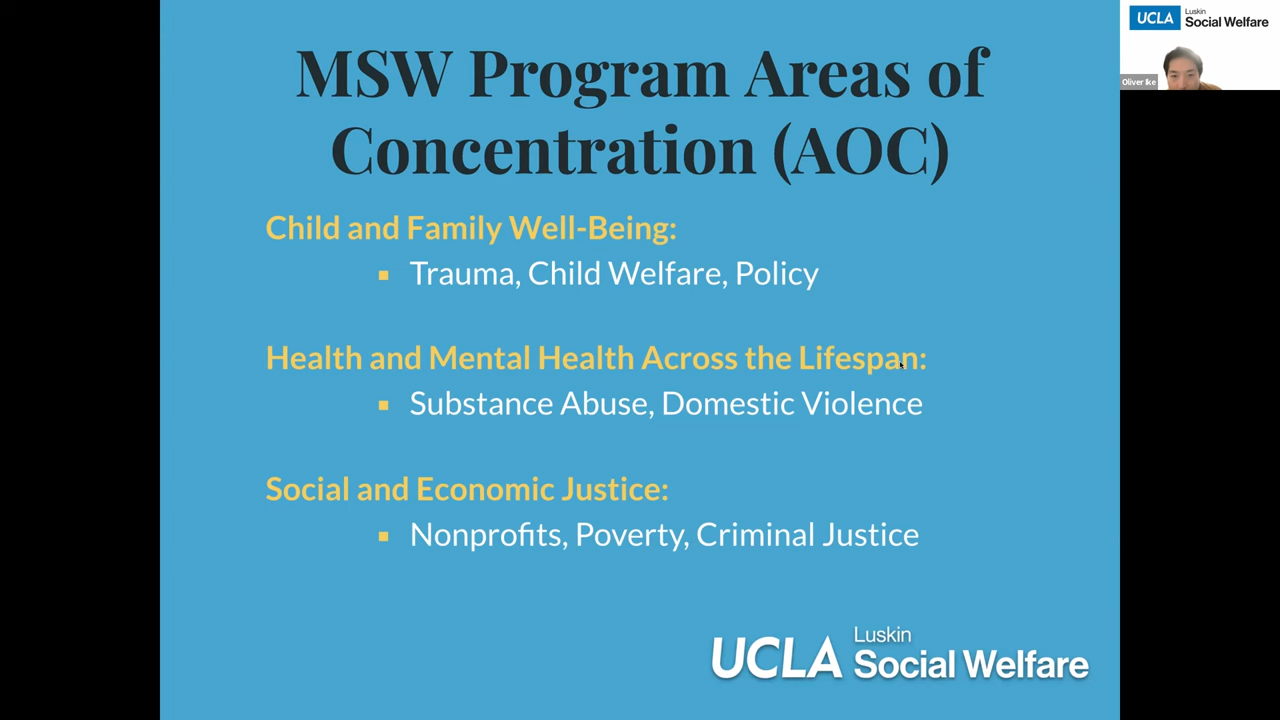 MSW Program Areas of
Concentration (AOC)
Child and Family Well-Being:
▪ Trauma, Child Welfare, Policy
Health and Mental Health Across the Lifespan:
▪ Substance Abuse, Domestic Violence
Social and Economic Justice:
▪ Nonprofits, Poverty, Criminal Justice
UCLA Luskin
Social Welfare
UCLA Luskin
Social Welfare
Oliver Ike